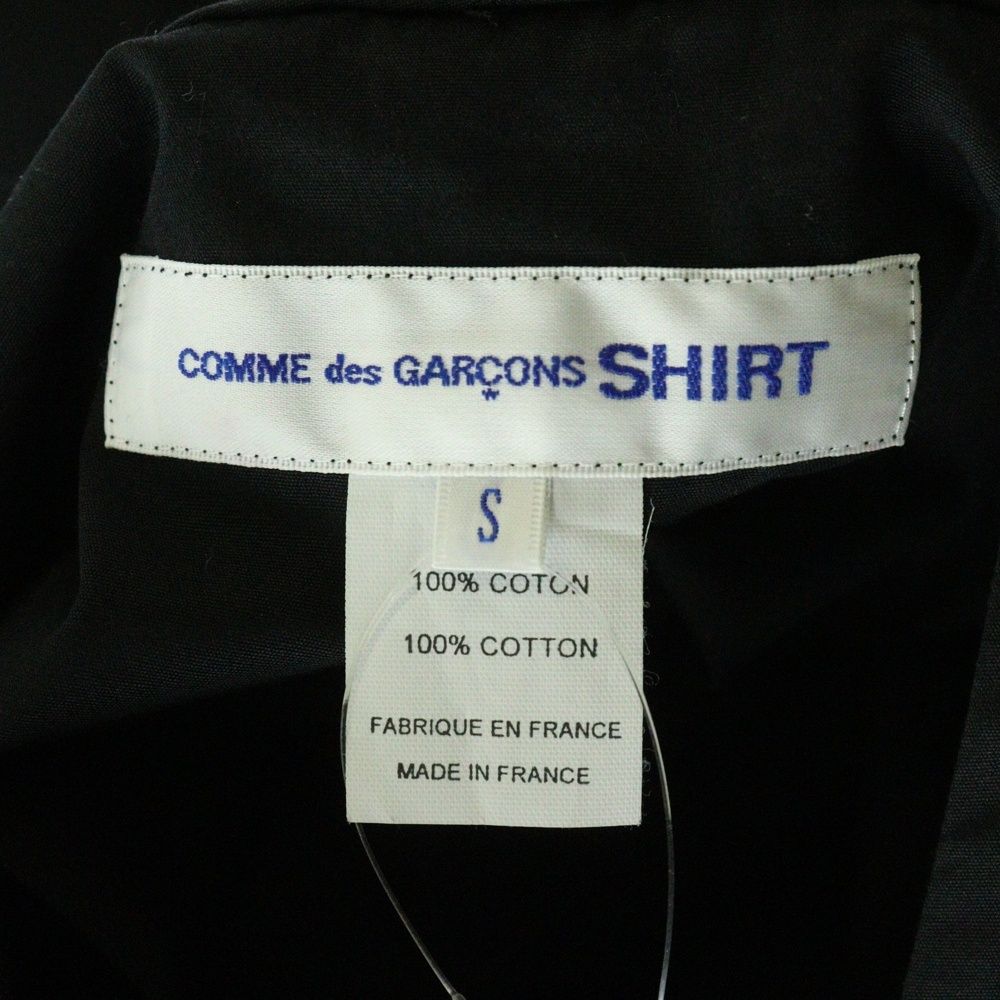 COMME des GARÇONS SHIRT
S
100% COTON
100% COTTON
FABRIQUE EN FRANCE
MADE IN FRANCE